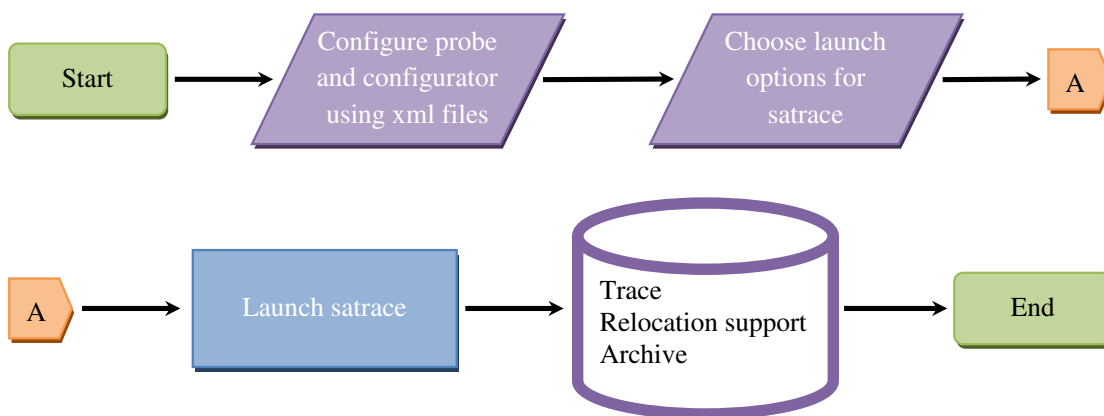 Start
Configure probe
and configurator
using xml files
Choose launch
options for
satrace
A
A
Launch satrace
Trace
Relocation support
Archive
End